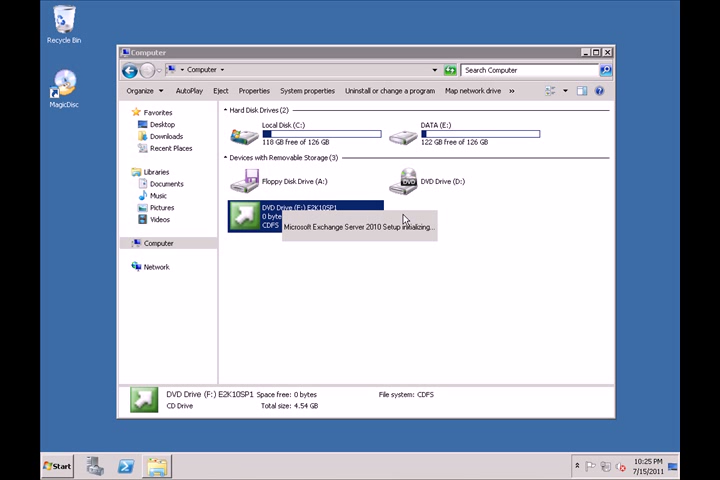 Recycle Bin
MagicDisc
Computer
Computer
Search Computer
Organize AutoPlay Eject Properties System properties Uninstall or change a program Map network drive
Favorites
Desktop
Downloads
Recent Places
Libraries
Documents
Music
Pictures
Videos
Computer
Network
Hard Disk Drives (2)
Local Disk (C:)
118 GB free of 126 GB
DATA (E:)
122 GB free of 126 GB
Devices with Removable Storage (3)
Floppy Disk Drive (A:)
DVD Drive (D:)
DVD Drive (F:) E2K10SP1
0 byte
CDFS
Microsoft Exchange Server 2010 Setup initializing...
DVD Drive (F:) E2K10SP1 Space free: 0 bytes File system: CDFS
CD Drive Total size: 4.54 GB
Start
10:25 PM
7/15/2011